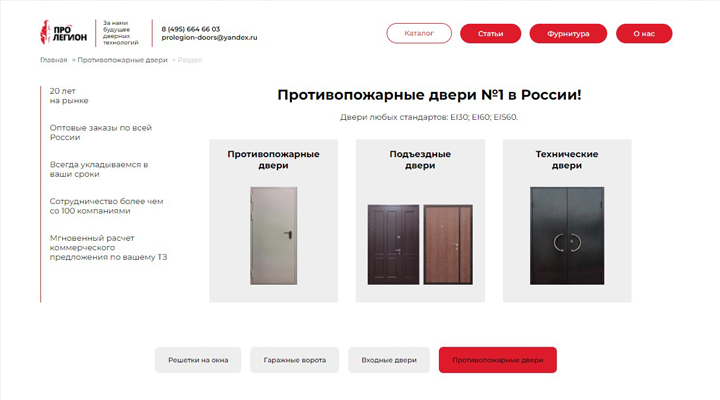 ПРО
ЛЕГИОН
За нами
будущее
дверных
технологий
8 (495) 664 66 03
prolegion-doors@yandex.ru
Каталог
Статьи
Фурнитура
О нас
Главная > Противопожарные двери > Раздел
20 лет
на рынке
Оптовые заказы по всей
России
Всегда укладываемся в
ваши сроки
Сотрудничество более чем
со 100 компаниями
Мгновенный расчет
коммерческого
предложения по вашему ТЗ
Противопожарные двери №1 в России!
Двери любых стандартов: EI30; EI60; EIS60.
Противопожарные
двери
Подъездные
двери
Технические
двери
Решетки на окна
Гаражные ворота
Входные двери
Противопожарные двери